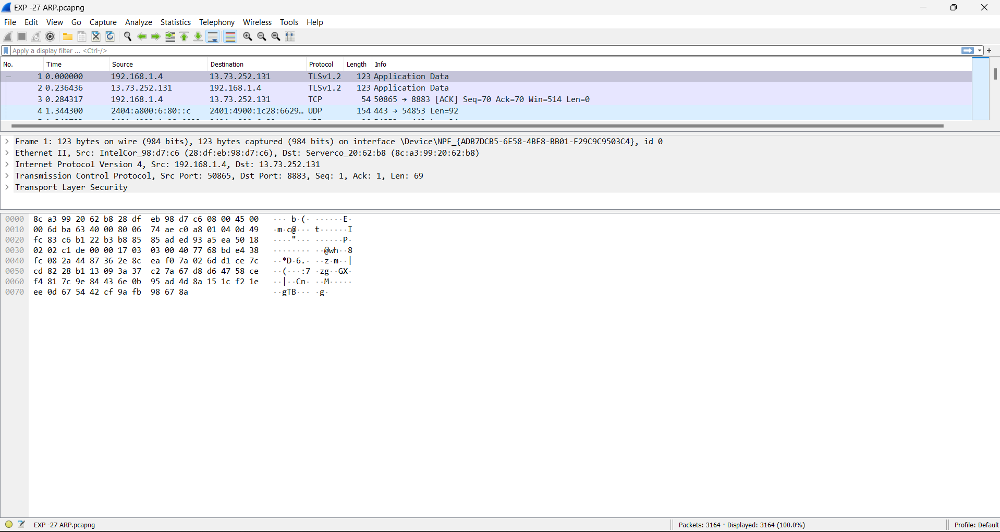 EXP -27 ARP.pcapng
File Edit View Go Capture Analyze Statistics Telephony Wireless Tools Help
Apply a display filter ... <Ctrl-/>
No. Time Source Destination Protocol Length Info
1 0.000000 192.168.1.4 13.73.252.131 TLSv1.2 123 Application Data
2 0.236436 13.73.252.131 192.168.1.4 TLSv1.2 123 Application Data
3 0.284317 192.168.1.4 13.73.252.131 TCP 54 50865 → 8883 [ACK] Seq=70 Ack=70 Win=514 Len=0
4 1.344300 2404:a800:6:80::c 2401:4900:1c28:6629… UDP 154 443 → 54853 Len=92
Frame 1: 123 bytes on wire (984 bits), 123 bytes captured (984 bits) on interface \Device\NPF_{ADB7DCB5-6E58-4BF8-BB01-F29C9C9503C4}, id 0
Ethernet II, Src: IntelCor_98:d7:c6 (28:df:eb:98:d7:c6), Dst: Serverco_20:62:b8 (8c:a3:99:20:62:b8)
Internet Protocol Version 4, Src: 192.168.1.4, Dst: 13.73.252.131
Transmission Control Protocol, Src Port: 50865, Dst Port: 8883, Seq: 1, Ack: 1, Len: 69
Transport Layer Security
0000 8c a3 99 20 62 b8 28 df eb 98 d7 c6 08 00 45 00 ··· b·(· ······E·
0010 00 6d ba 63 40 00 80 06 74 ae c0 a8 01 04 0d 49 ·m·c@··· t······I
0020 fc 83 c6 b1 22 b3 b8 85 85 ad ed 93 a5 ea 50 18 ····"··· ······P·
0030 02 02 c1 de 00 00 17 03 03 00 40 77 68 bd e4 38 ········ ··@wh··8
0040 fc 08 2a 44 87 36 2e 8c ea f0 7a 02 6d d1 ce 7c ··*D·6.· ··z·m··|
0050 cd 82 28 b1 13 09 3a 37 c2 7a 67 d8 d6 47 58 ce ··(···:7 ·zg··GX·
0060 f4 81 7c 9e 84 43 6e 0b 95 ad 4d 8a 15 1c f2 1e ··|··Cn· ··M·····
0070 ee 0d 67 54 42 cf 9a fb 98 67 8a ··gTB··· ·g·
EXP -27 ARP.pcapng Packets: 3164 · Displayed: 3164 (100.0%) Profile: Default